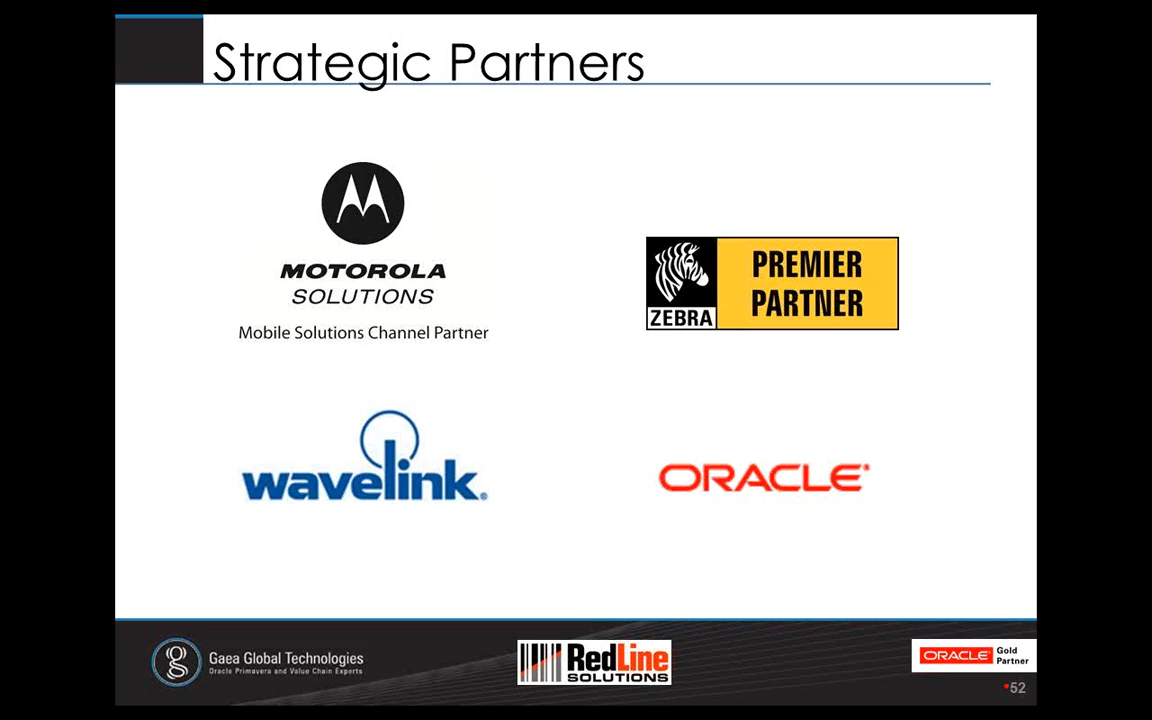 Strategic Partners
MOTOROLA
SOLUTIONS
Mobile Solutions Channel Partner
ZEBRA
PREMIER
PARTNER
wavelink®
ORACLE®
g Gaea Global Technologies
Oracle Primavera and Value Chain Experts
RedLine
SOLUTIONS
ORACLE Gold
Partner
•52